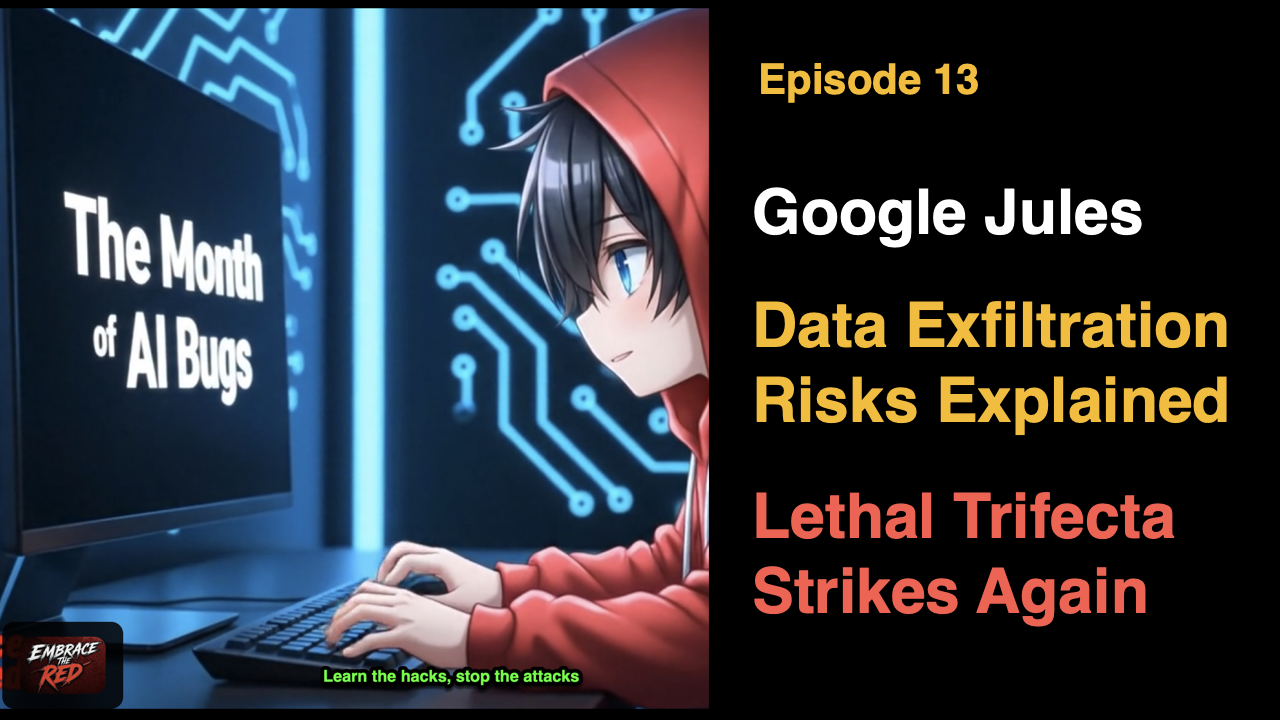 The Month
of AI Bugs
EMBRACE
THE
RED
Learn the hacks, stop the attacks
Episode 13
Google Jules
Data Exfiltration
Risks Explained
Lethal Trifecta
Strikes Again